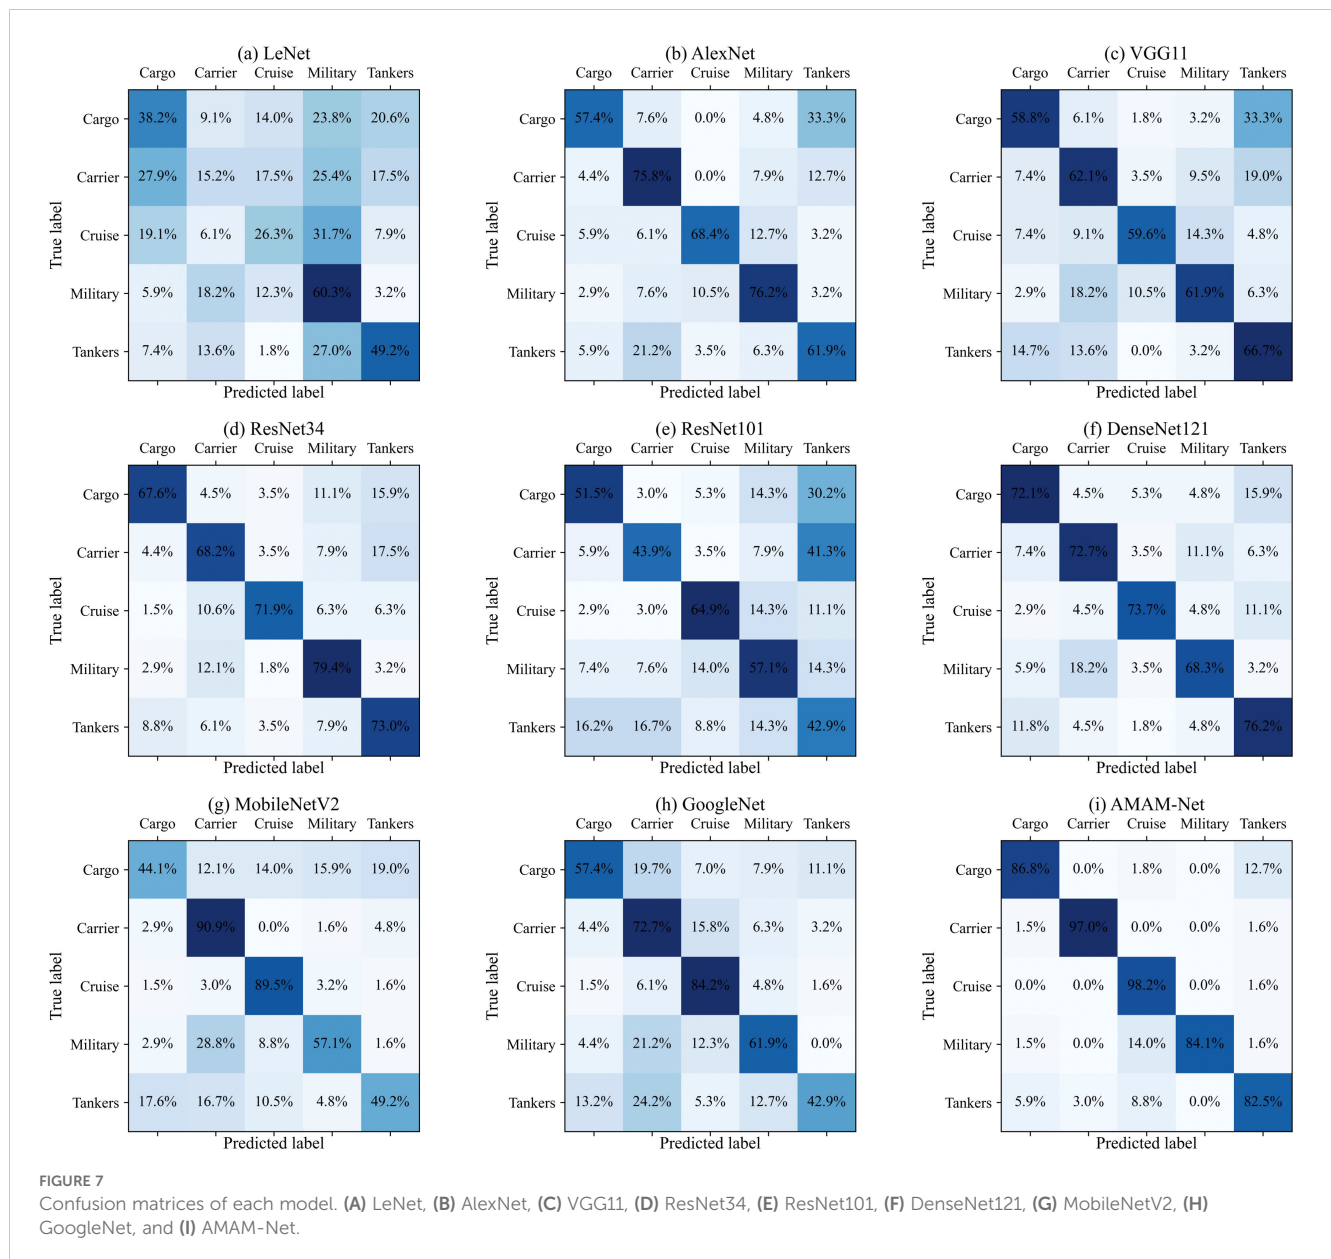 (a) LeNet
Cargo Carrier Cruise Military Tankers
Cargo 38.2% 9.1% 14.0% 23.8% 20.6%
Carrier 27.9% 15.2% 17.5% 25.4% 17.5%
Cruise 19.1% 6.1% 26.3% 31.7% 7.9%
Military 5.9% 18.2% 12.3% 60.3% 3.2%
Tankers 7.4% 13.6% 1.8% 27.0% 49.2%
True label
Predicted label
(b) AlexNet
Cargo Carrier Cruise Military Tankers
Cargo 57.4% 7.6% 0.0% 4.8% 33.3%
Carrier 4.4% 75.8% 0.0% 7.9% 12.7%
Cruise 5.9% 6.1% 68.4% 12.7% 3.2%
Military 2.9% 7.6% 10.5% 76.2% 3.2%
Tankers 5.9% 21.2% 3.5% 6.3% 61.9%
True label
Predicted label
(c) VGG11
Cargo Carrier Cruise Military Tankers
Cargo 58.8% 6.1% 1.8% 3.2% 33.3%
Carrier 7.4% 62.1% 3.5% 9.5% 19.0%
Cruise 7.4% 9.1% 59.6% 14.3% 4.8%
Military 2.9% 18.2% 10.5% 61.9% 6.3%
Tankers 14.7% 13.6% 0.0% 3.2% 66.7%
True label
Predicted label
(d) ResNet34
Cargo Carrier Cruise Military Tankers
Cargo 67.6% 4.5% 3.5% 11.1% 15.9%
Carrier 4.4% 68.2% 3.5% 7.9% 17.5%
Cruise 1.5% 10.6% 71.9% 6.3% 6.3%
Military 2.9% 12.1% 1.8% 79.4% 3.2%
Tankers 8.8% 6.1% 3.5% 7.9% 73.0%
True label
Predicted label
(e) ResNet101
Cargo Carrier Cruise Military Tankers
Cargo 51.5% 3.0% 5.3% 14.3% 30.2%
Carrier 5.9% 43.9% 3.5% 7.9% 41.3%
Cruise 2.9% 3.0% 64.9% 14.3% 11.1%
Military 7.4% 7.6% 14.0% 57.1% 14.3%
Tankers 16.2% 16.7% 8.8% 14.3% 42.9%
True label
Predicted label
(f) DenseNet121
Cargo Carrier Cruise Military Tankers
Cargo 72.1% 4.5% 5.3% 4.8% 15.9%
Carrier 7.4% 72.7% 3.5% 11.1% 6.3%
Cruise 2.9% 4.5% 73.7% 4.8% 11.1%
Military 5.9% 18.2% 3.5% 68.3% 3.2%
Tankers 11.8% 4.5% 1.8% 4.8% 76.2%
True label
Predicted label
(g) MobileNetV2
Cargo Carrier Cruise Military Tankers
Cargo 44.1% 12.1% 14.0% 15.9% 19.0%
Carrier 2.9% 90.9% 0.0% 1.6% 4.8%
Cruise 1.5% 3.0% 89.5% 3.2% 1.6%
Military 2.9% 28.8% 8.8% 57.1% 1.6%
Tankers 17.6% 16.7% 10.5% 4.8% 49.2%
True label
Predicted label
(h) GoogleNet
Cargo Carrier Cruise Military Tankers
Cargo 57.4% 19.7% 7.0% 7.9% 11.1%
Carrier 4.4% 72.7% 15.8% 6.3% 3.2%
Cruise 1.5% 6.1% 84.2% 4.8% 1.6%
Military 4.4% 21.2% 12.3% 61.9% 0.0%
Tankers 13.2% 24.2% 5.3% 12.7% 42.9%
True label
Predicted label
(i) AMAM-Net
Cargo Carrier Cruise Military Tankers
Cargo 86.8% 0.0% 1.8% 0.0% 12.7%
Carrier 1.5% 97.0% 0.0% 0.0% 1.6%
Cruise 0.0% 0.0% 98.2% 0.0% 1.6%
Military 1.5% 0.0% 14.0% 84.1% 1.6%
Tankers 5.9% 3.0% 8.8% 0.0% 82.5%
True label
Predicted label
FIGURE 7
Confusion matrices of each model. (A) LeNet, (B) AlexNet, (C) VGG11, (D) ResNet34, (E) ResNet101, (F) DenseNet121, (G) MobileNetV2, (H)
GoogleNet, and (I) AMAM-Net.